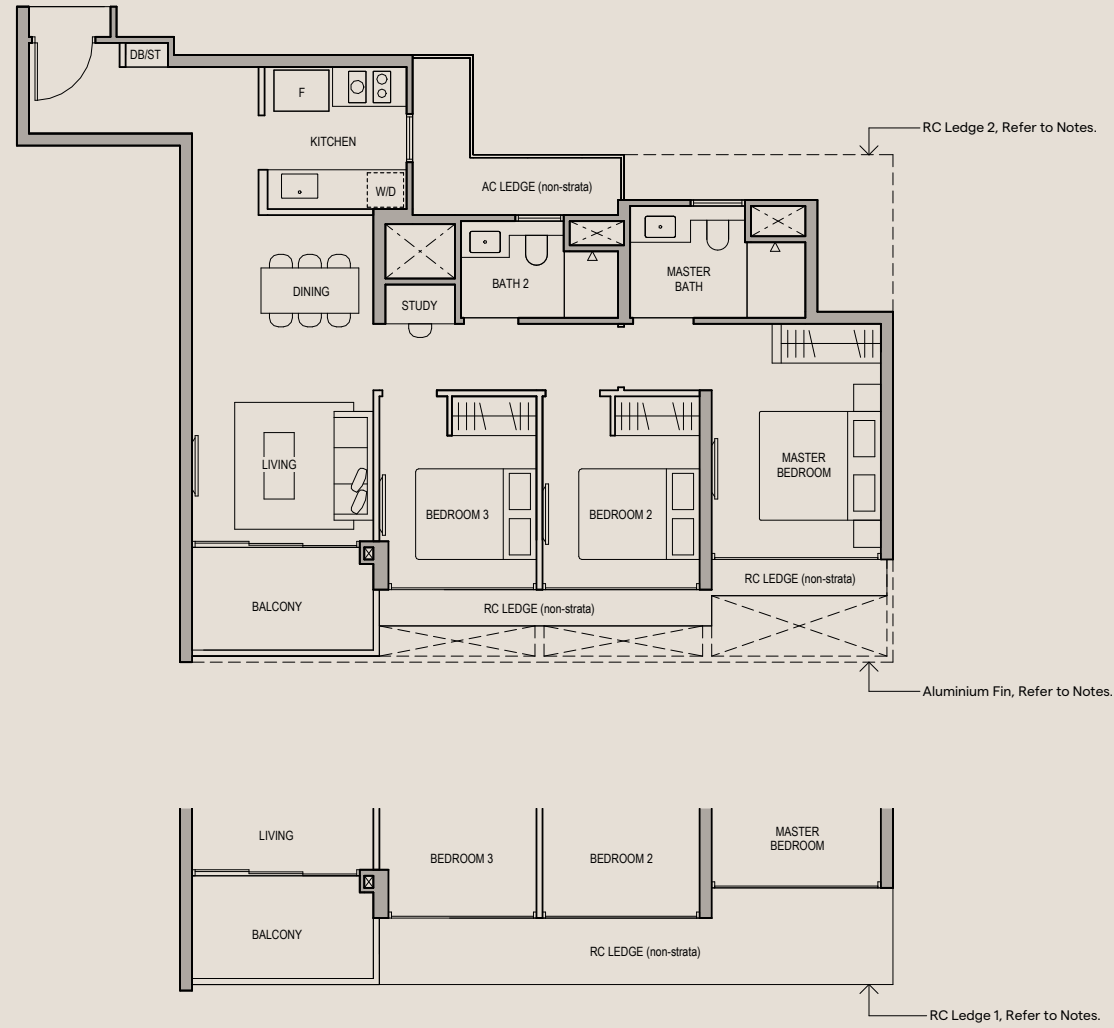 DB/ST
F
KITCHEN
W/D
RC Ledge 2, Refer to Notes.
AC LEDGE (non-strata)
DINING
STUDY
BATH 2
MASTER
BATH
LIVING
BEDROOM 3
BEDROOM 2
MASTER
BEDROOM
BALCONY
RC LEDGE (non-strata)
RC LEDGE (non-strata)
Aluminium Fin, Refer to Notes.
LIVING
BEDROOM 3
BEDROOM 2
MASTER
BEDROOM
BALCONY
RC LEDGE (non-strata)
RC Ledge 1, Refer to Notes.